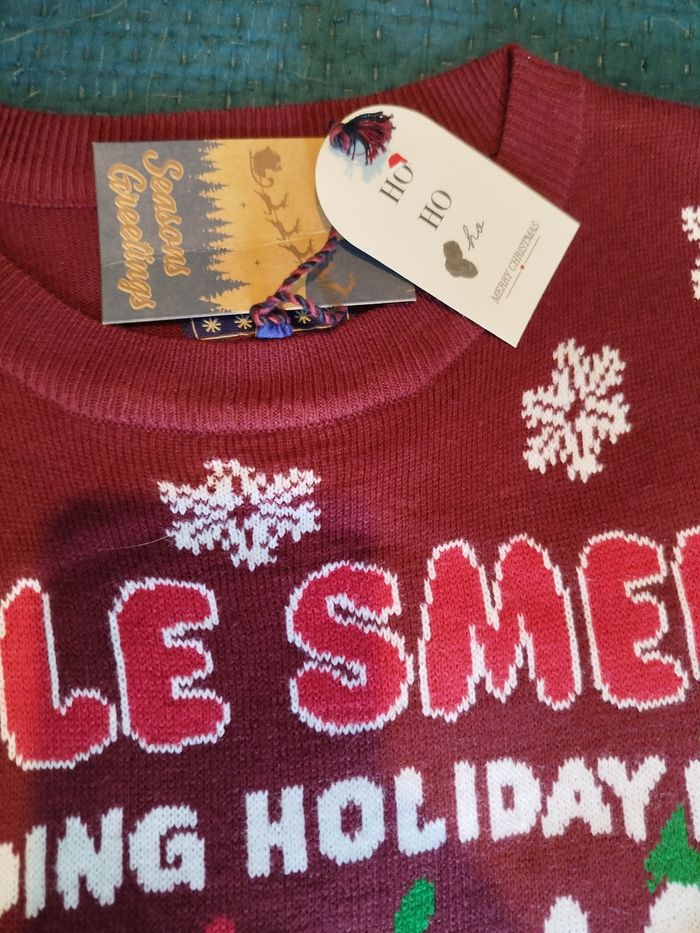 Seasons
Greetings
HO
HO
ho
MERRY CHRISTMAS
LE SME
ING HOLIDAY